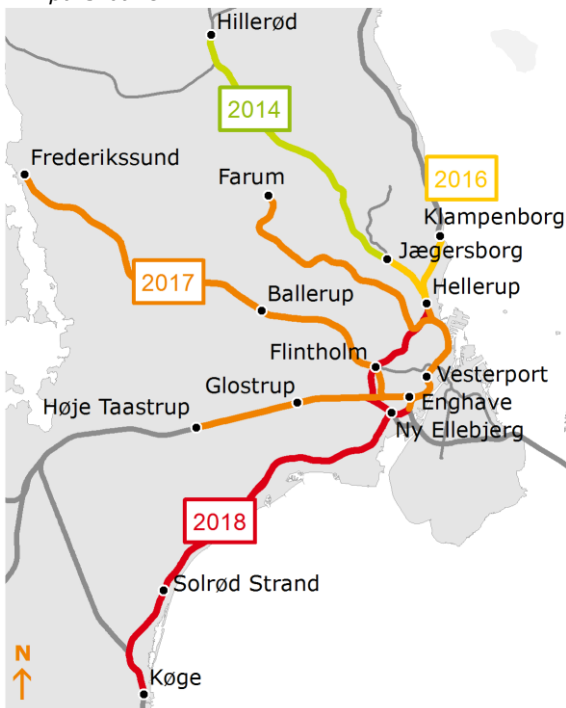 Hillerød
2014
Frederikssund
Farum
2016
Klampenborg
Jægersborg
2017
Ballerup
Hellerup
Flintholm
Vesterport
Glostrup
Enghave
Høje Taastrup
Ny Ellebjerg
2018
Solrød Strand
N
Køge